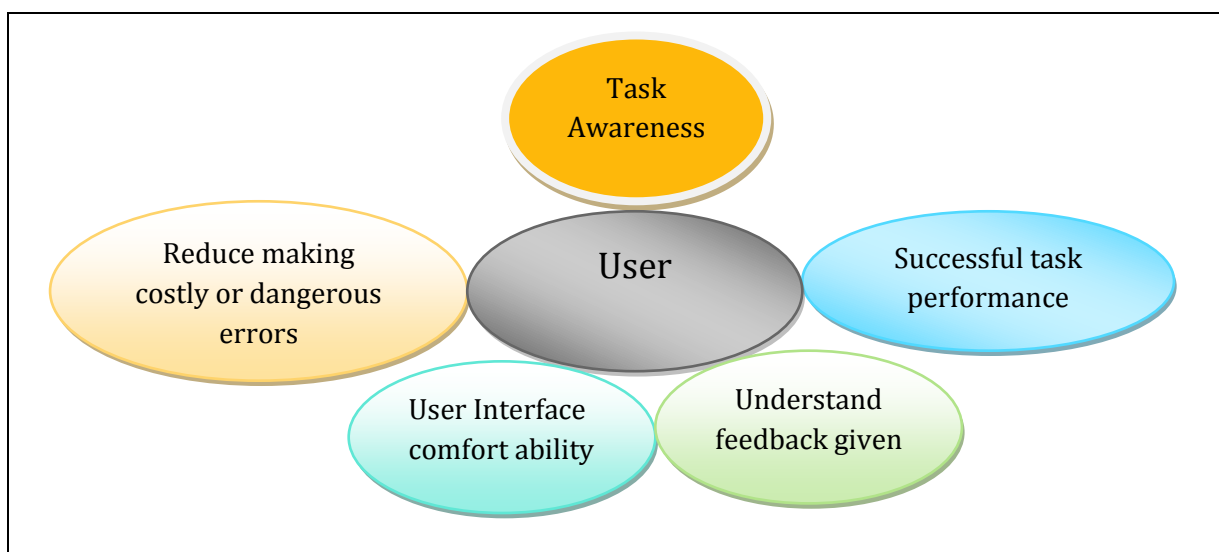 Task
Awareness
Reduce making
costly or dangerous
errors
User
Successful task
performance
User Interface
comfort ability
Understand
feedback given